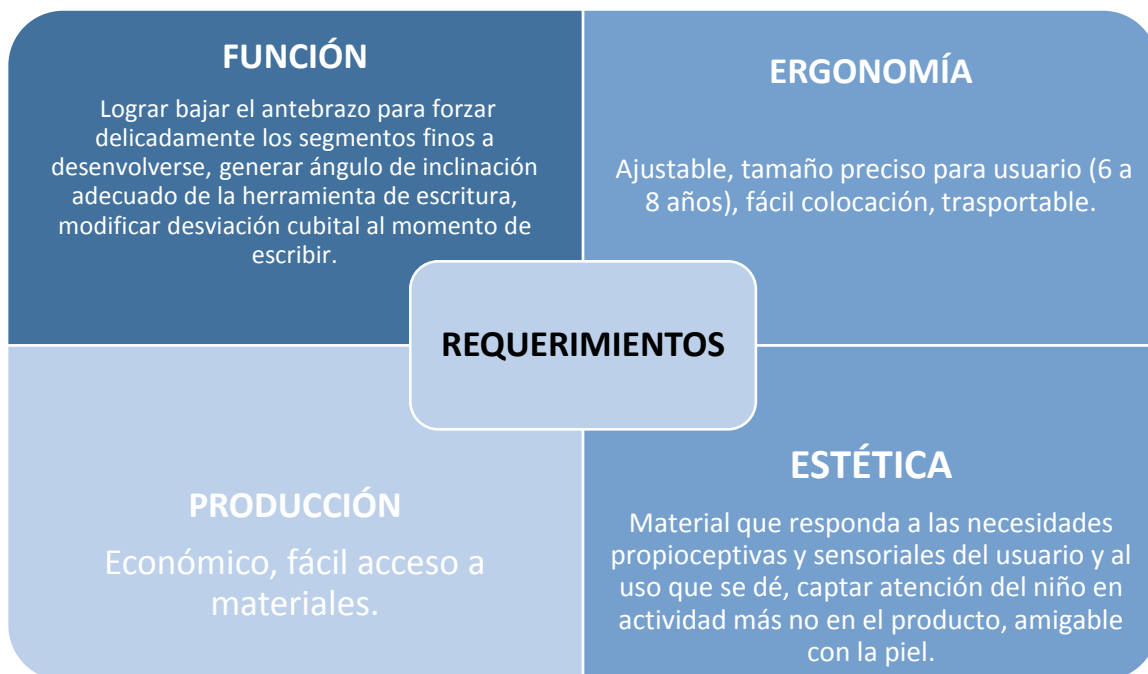 FUNCIÓN
Lograr bajar el antebrazo para forzar
delicadamente los segmentos finos a
desenvolverse, generar ángulo de inclinación
adecuado de la herramienta de escritura,
modificar desviación cubital al momento de
escribir.
ERGONOMÍA
Ajustable, tamaño preciso para usuario (6 a
8 años), fácil colocación, trasportable.
REQUERIMIENTOS
PRODUCCIÓN
Económico, fácil acceso a
materiales.
ESTÉTICA
Material que responda a las necesidades
propioceptivas y sensoriales del usuario y al
uso que se dé, captar atención del niño en
actividad más no en el producto, amigable
con la piel.